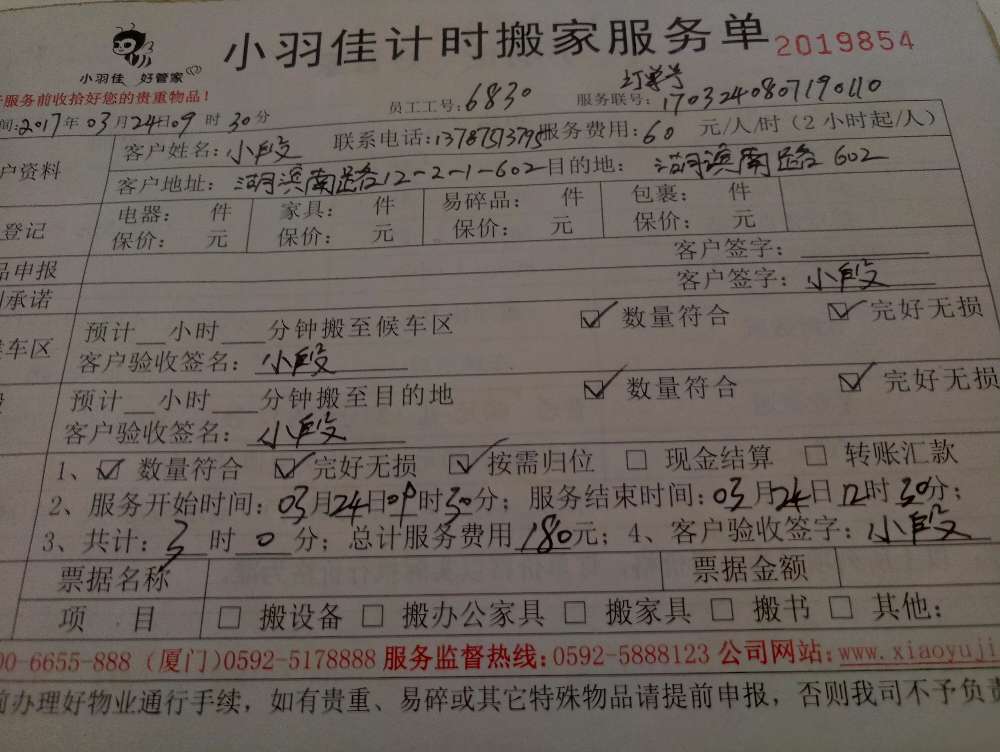 小羽佳计时搬家服务单 2019854
小羽佳 好管家
服务前收拾好您的贵重物品！
员工工号：6830 订单号
服务联号：1703240807190110
间：2017年03月24日09时30分
户资料 客户姓名：小段 联系电话：13787573795 服务费用：60元/人/时（2小时起/人）
客户地址：湖滨南路12-2-1-602 目的地：湖滨南路602
登记 电器： 件 家具： 件 易碎品： 件 包裹： 件
保价： 元 保价： 元 保价： 元 保价： 元
品申报 客户签字：
承诺 客户签字：小段
车区 预计__小时___分钟搬至候车区 ☑数量符合 ☑完好无损
客户验收签名：小段
预计__小时___分钟搬至目的地 ☑数量符合 ☑完好无损
客户验收签名：小段
1、☑数量符合 ☑完好无损 ☑按需归位 □现金结算 □转账汇款
2、服务开始时间：03月24日09时30分；服务结束时间：03月24日12时30分；
3、共计：3时0分；总计服务费用180元；4、客户验收签字：小段
票据名称 票据金额
项 目 □搬设备 □搬办公家具 □搬家具 □搬书 □其他：
00-6655-888（厦门）0592-5178888 服务监督热线：0592-5888123 公司网站：www.xiaoyuji
前办理好物业通行手续，如有贵重、易碎或其它特殊物品请提前申报，否则我司不予负责